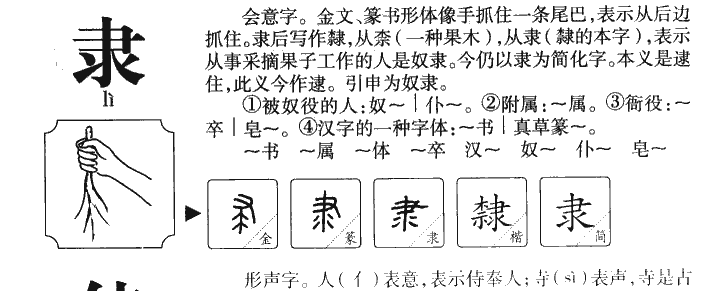 隶
lì
会意字。金文、篆书形体像手抓住一条尾巴,表示从后边
抓住。隶后写作隸,从柰(一种果木),从隶(隸的本字),表示
从事采摘果子工作的人是奴隶。今仍以隶为简化字。本义是逮
住,此义今作逮。引申为奴隶。
①被奴役的人:奴～｜仆～。②附属:～属。③衙役:～
卒｜皂～。④汉字的一种字体:～书｜真草篆～。
～书 ～属 ～体 ～卒 汉～ 奴～ 仆～ 皂～
金 篆 隶 隸 楷 隶 简
形声字。人(亻)表意,表示侍奉人;寺(sì)表声,寺是古